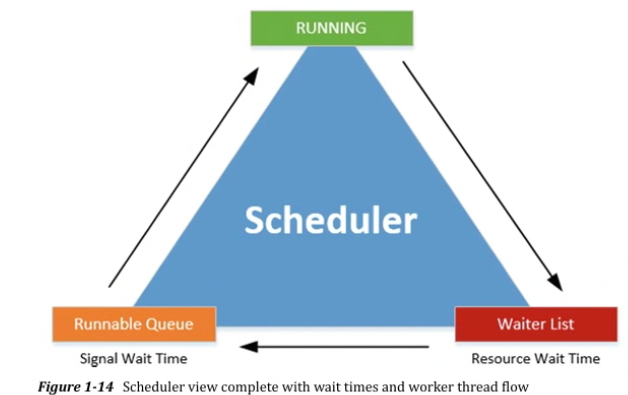 RUNNING
Scheduler
Runnable Queue
Waiter List
Signal Wait Time
Resource Wait Time
Figure 1-14 Scheduler view complete with wait times and worker thread flow